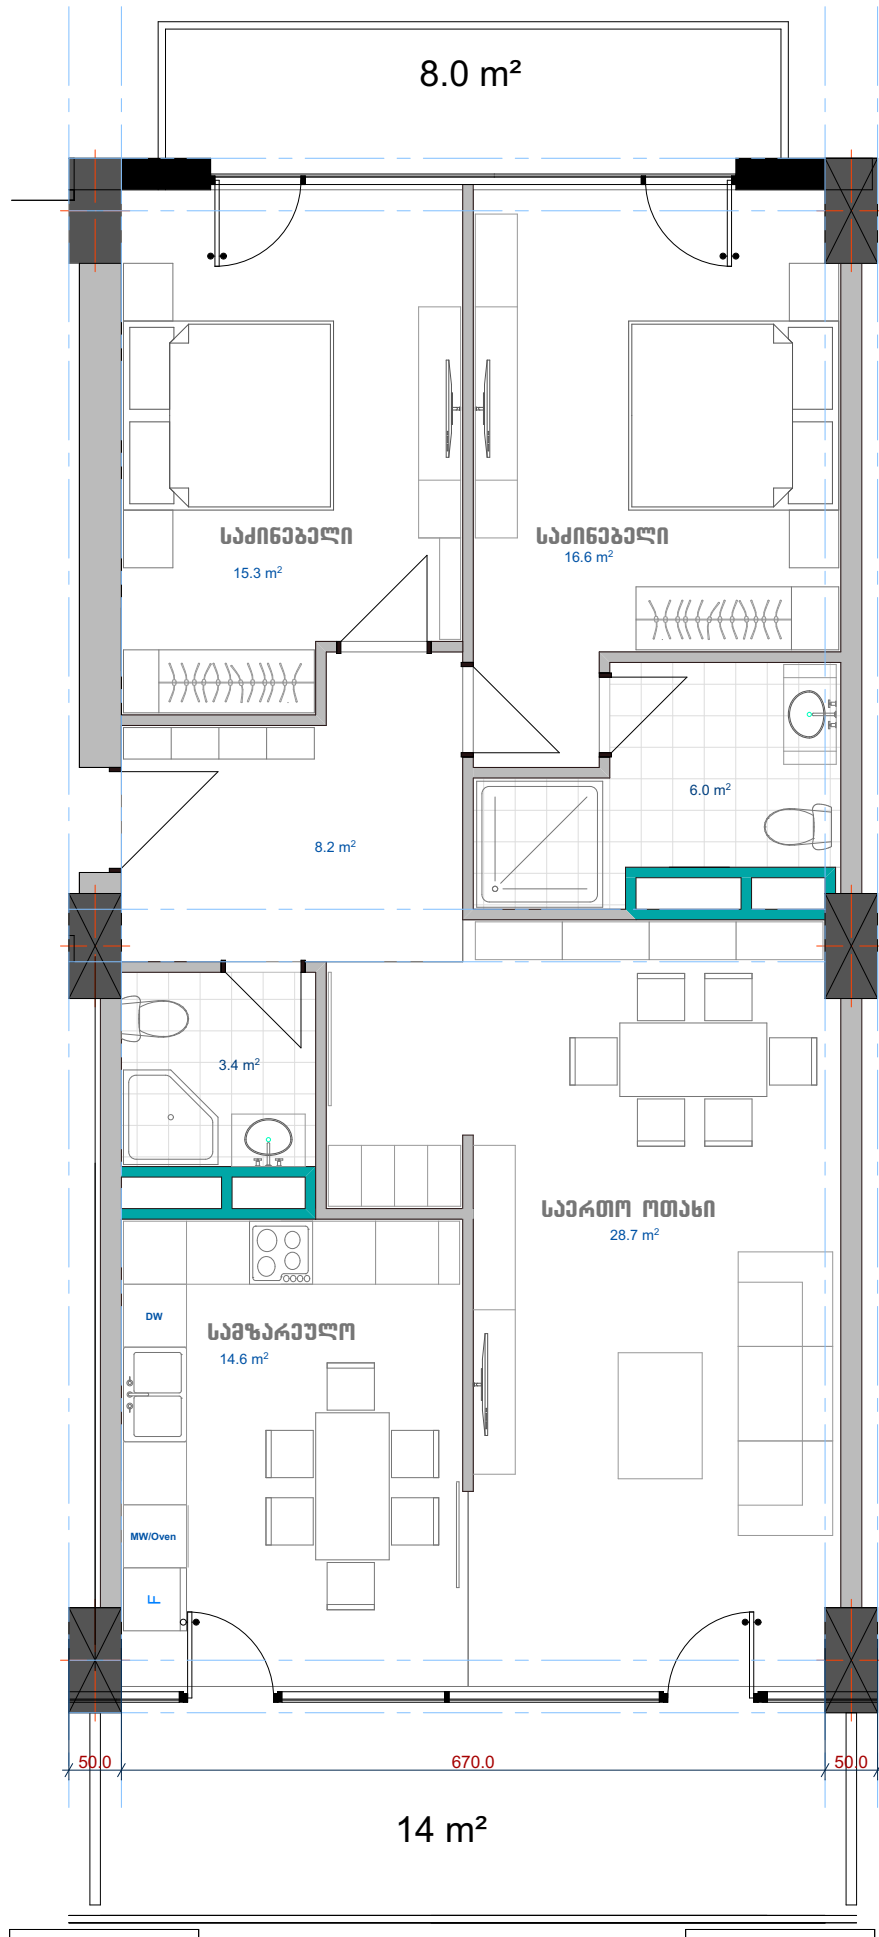 8.0 m²
საძინებელი
15.3 m²
საძინებელი
16.6 m²
6.0 m²
8.2 m²
3.4 m²
საერთო ოთახი
28.7 m²
DW
სამზარეულო
14.6 m²
MW/Oven
F
50.0
670.0
50.0
14 m²